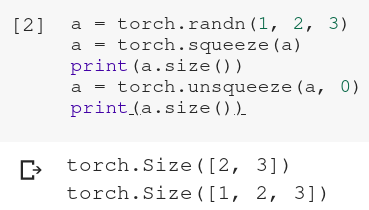 [2] a = torch.randn(1, 2, 3)
a = torch.squeeze(a)
print(a.size())
a = torch.unsqueeze(a, 0)
print(a.size())
torch.Size([2, 3])
torch.Size([1, 2, 3])